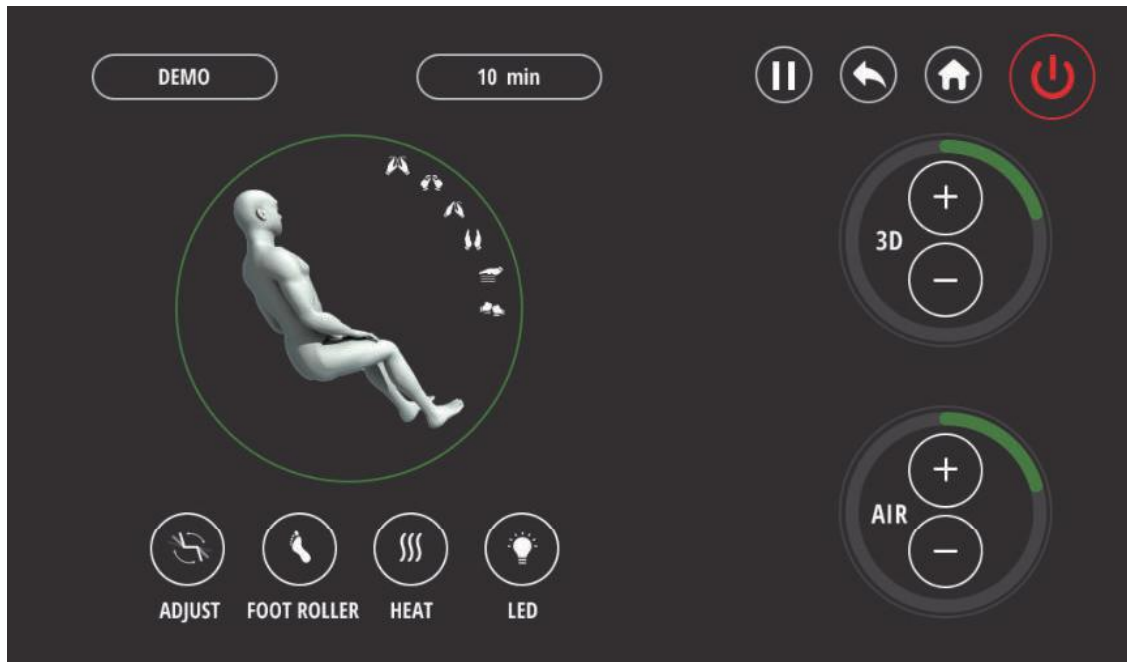 DEMO
10 min
3D
AIR
ADJUST
FOOT ROLLER
HEAT
LED